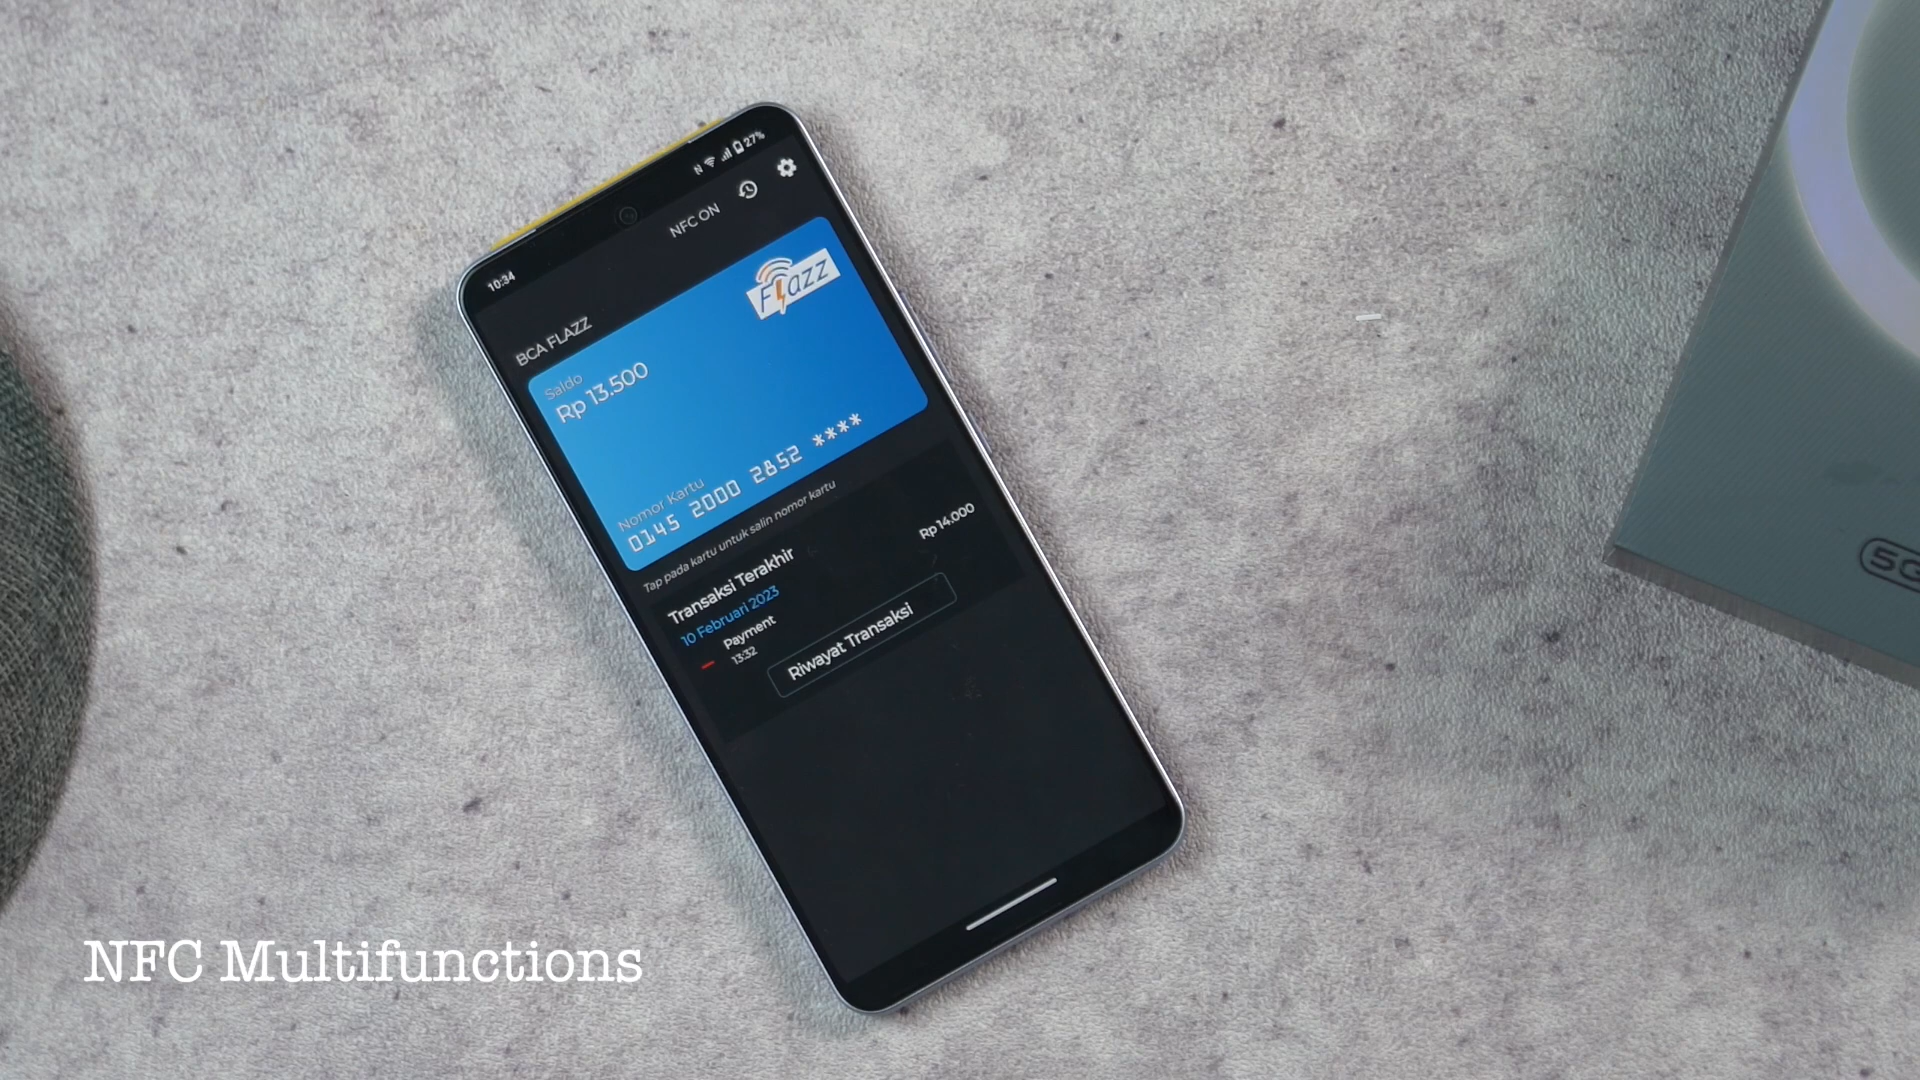 10:34
27%
NFC ON
BCA FLAZZ
Flazz
Saldo
Rp 13.500
Nomor Kartu
0145 2000 2852 ****
Tap pada kartu untuk salin nomor kartu
Transaksi Terakhir
10 Februari 2023
Payment
Rp 14.000
13:32
Riwayat Transaksi
5G
NFC Multifunctions